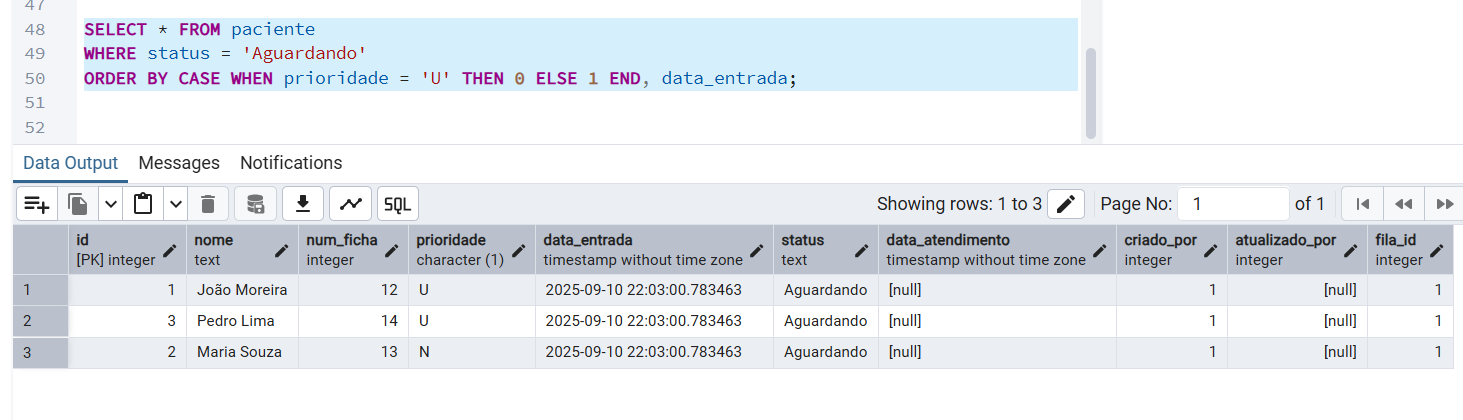 47
48 SELECT * FROM paciente
49 WHERE status = 'Aguardando'
50 ORDER BY CASE WHEN prioridade = 'U' THEN 0 ELSE 1 END, data_entrada;
51
52
Data Output Messages Notifications
SQL Showing rows: 1 to 3 Page No: 1 of 1
id nome num_ficha prioridade data_entrada status data_atendimento criado_por atualizado_por fila_id
[PK] integer text integer character (1) timestamp without time zone text timestamp without time zone integer integer integer
1 1 João Moreira 12 U 2025-09-10 22:03:00.783463 Aguardando [null] 1 [null] 1
2 3 Pedro Lima 14 U 2025-09-10 22:03:00.783463 Aguardando [null] 1 [null] 1
3 2 Maria Souza 13 N 2025-09-10 22:03:00.783463 Aguardando [null] 1 [null] 1